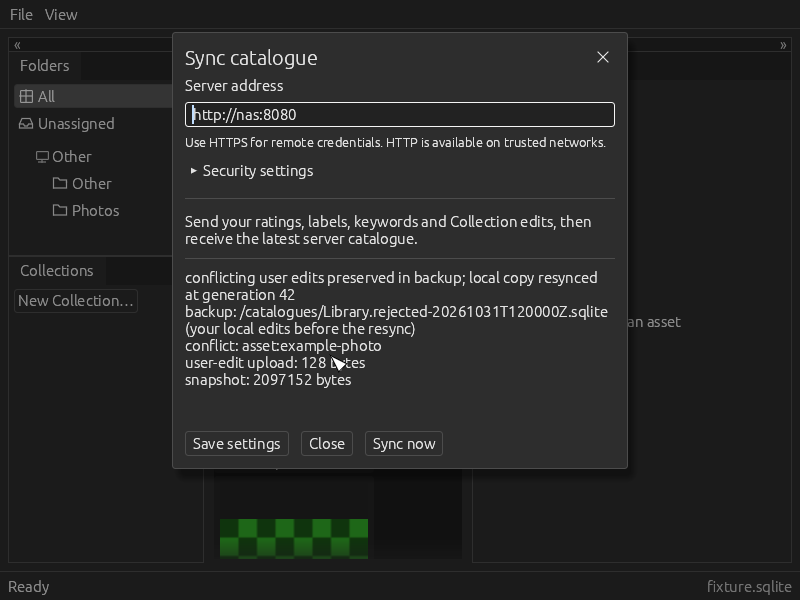 File View
« »
Folders
All
Unassigned
Other
Other
Photos
Collections
New Collection…
Sync catalogue
Server address
http://nas:8080
Use HTTPS for remote credentials. HTTP is available on trusted networks.
Security settings
Send your ratings, labels, keywords and Collection edits, then
receive the latest server catalogue.
conflicting user edits preserved in backup; local copy resynced
at generation 42
backup: /catalogues/Library.rejected-20261031T120000Z.sqlite
(your local edits before the resync)
conflict: asset:example-photo
user-edit upload: 128 bytes
snapshot: 2097152 bytes
Save settings Close Sync now
an asset
Ready fixture.sqlite